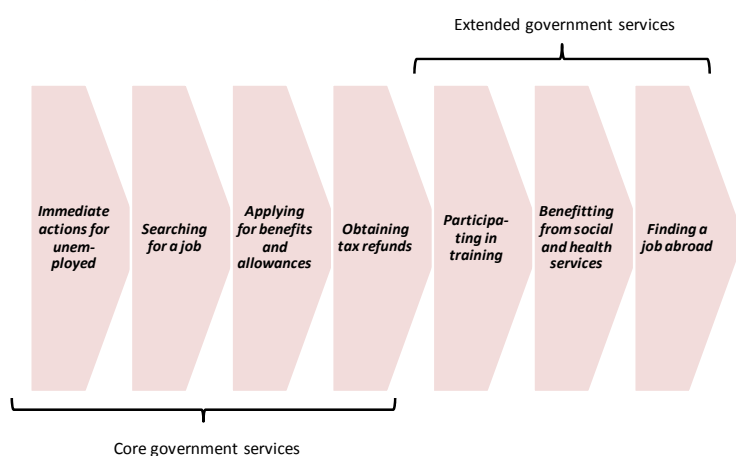 Extended government services
Immediate
actions for
unem-
ployed
Searching
for a job
Applying
for benefits
and
allowances
Obtaining
tax refunds
Participa-
ting in
training
Benefitting
from social
and health
services
Finding a
job abroad
Core government services